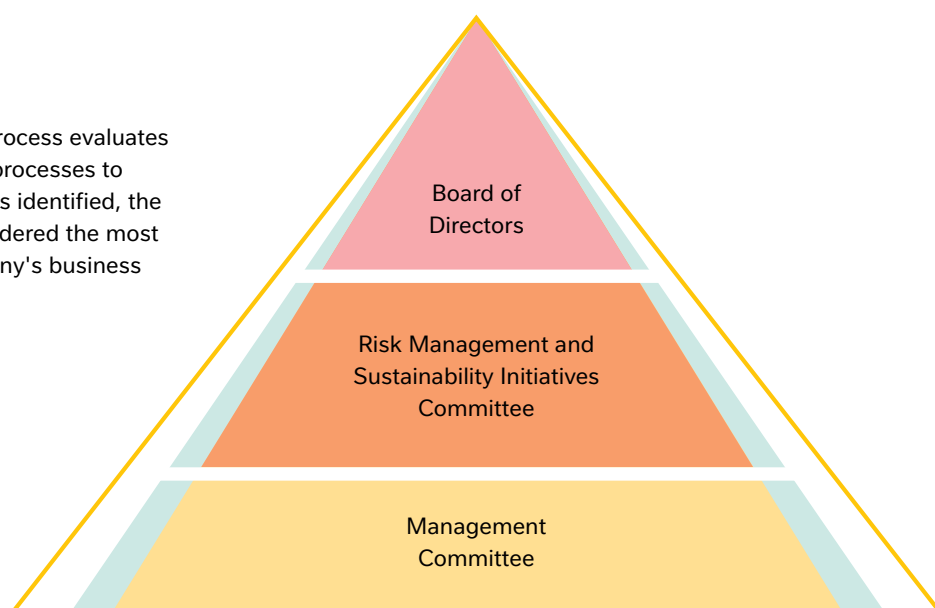 rocess evaluates
processes to
s identified, the
dered the most
ny's business
Board of
Directors
Risk Management and
Sustainability Initiatives
Committee
Management
Committee